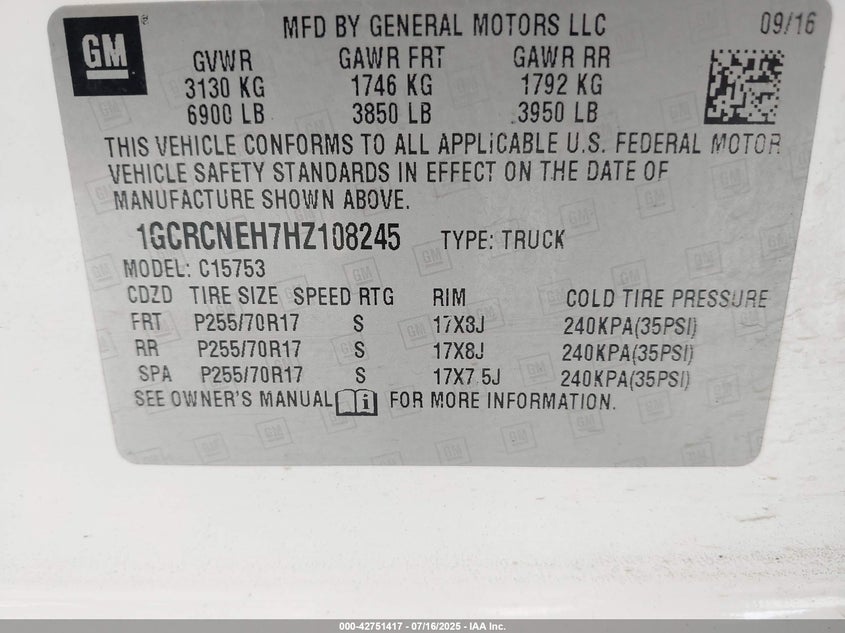 GM
MFD BY GENERAL MOTORS LLC 09/16
GVWR GAWR FRT GAWR RR
3130 KG 1746 KG 1792 KG
6900 LB 3850 LB 3950 LB
THIS VEHICLE CONFORMS TO ALL APPLICABLE U.S. FEDERAL MOTOR
VEHICLE SAFETY STANDARDS IN EFFECT ON THE DATE OF
MANUFACTURE SHOWN ABOVE.
1GCRCNEH7HZ108245 TYPE: TRUCK
MODEL: C15753
CDZD TIRE SIZE SPEED RTG RIM COLD TIRE PRESSURE
FRT P255/70R17 S 17X8J 240KPA(35PSI)
RR P255/70R17 S 17X8J 240KPA(35PSI)
SPA P255/70R17 S 17X7.5J 240KPA(35PSI)
SEE OWNER'S MANUAL i FOR MORE INFORMATION.
000-42751417 - 07/16/2025 - IAA Inc.